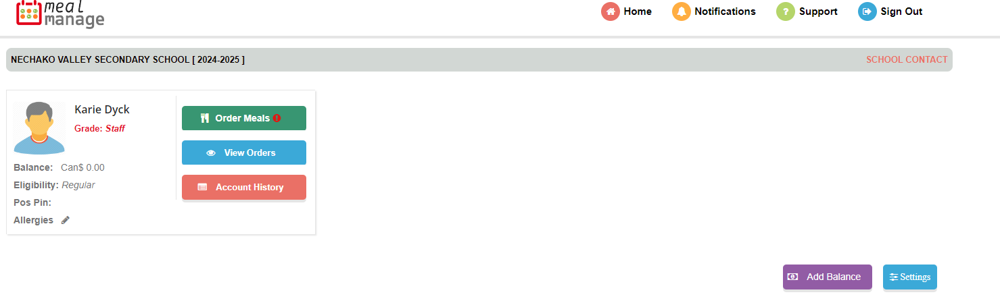 meal
manage
Home
Notifications
?
Support
Sign Out
NECHAKO VALLEY SECONDARY SCHOOL [ 2024-2025 ]
SCHOOL CONTACT
Karie Dyck
Grade: Staff
Balance: Can$ 0.00
Eligibility: Regular
Pos Pin:
Allergies
Order Meals
View Orders
Account History
Add Balance
Settings